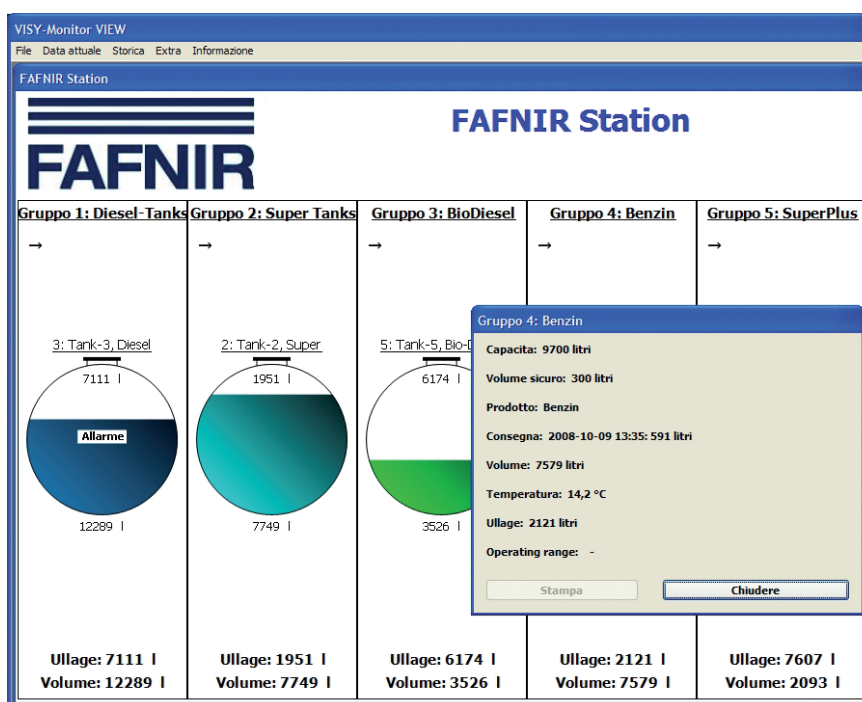 VISY-Monitor VIEW
File Data attuale Storica Extra Informazione
FAFNIR Station
FAFNIR
FAFNIR Station
Gruppo 1: Diesel-Tanks
Gruppo 2: Super Tanks
Gruppo 3: BioDiesel
Gruppo 4: Benzin
Gruppo 5: SuperPlus
→ → → → →
3: Tank-3, Diesel
7111 l
Allarme
12289 l
2: Tank-2, Super
1951 l
7749 l
5: Tank-5, Bio-D
6174 l
3526 l
Gruppo 4: Benzin
Capacita: 9700 litri
Volume sicuro: 300 litri
Prodotto: Benzin
Consegna: 2008-10-09 13:35: 591 litri
Volume: 7579 litri
Temperatura: 14,2 °C
Ullage: 2121 litri
Operating range: -
Stampa
Chiudere
Ullage: 7111 l
Volume: 12289 l
Ullage: 1951 l
Volume: 7749 l
Ullage: 6174 l
Volume: 3526 l
Ullage: 2121 l
Volume: 7579 l
Ullage: 7607 l
Volume: 2093 l